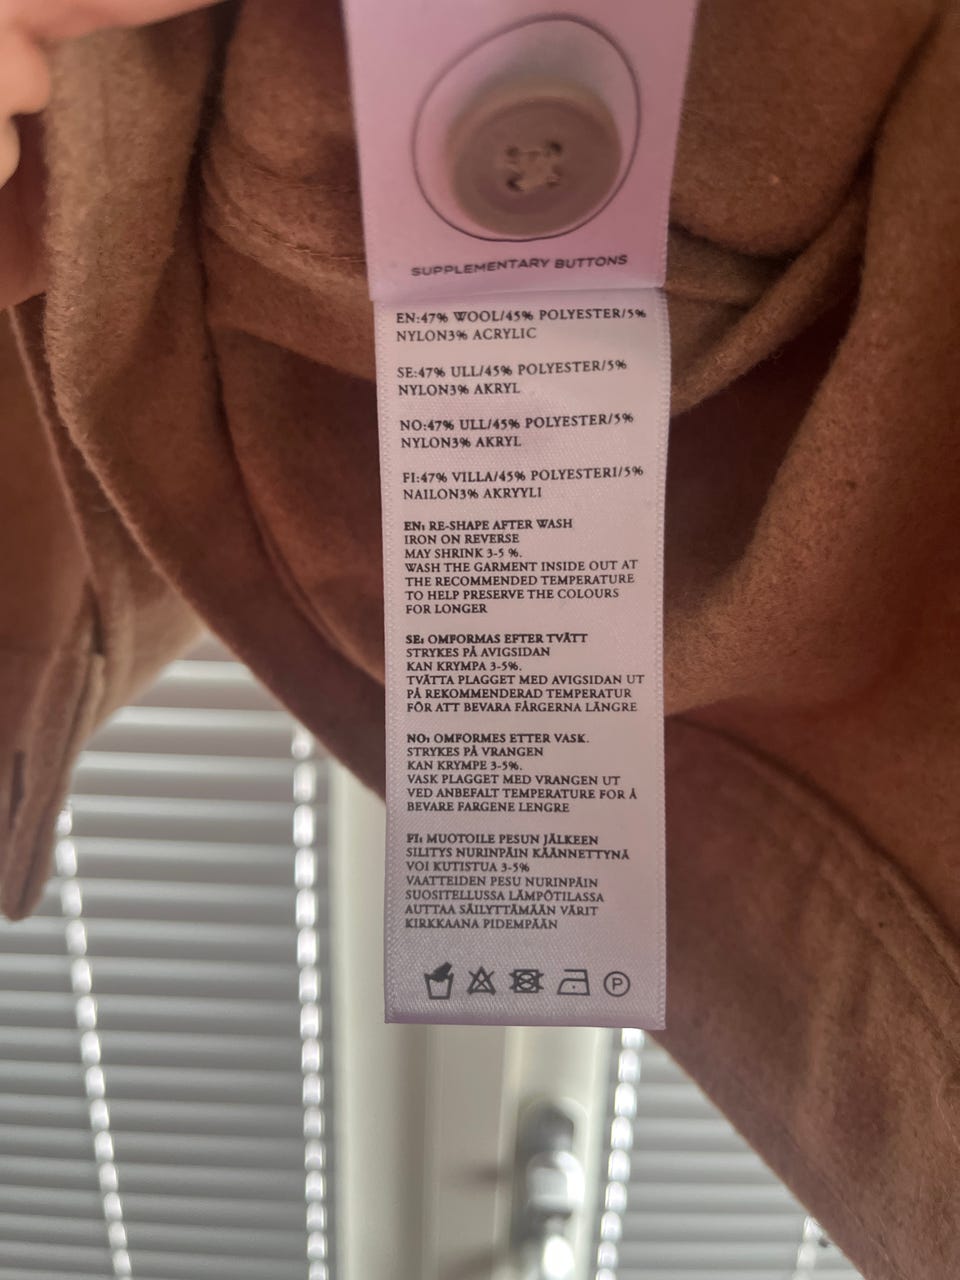 SUPPLEMENTARY BUTTONS
EN:47% WOOL/45% POLYESTER/5%
NYLON3% ACRYLIC
SE:47% ULL/45% POLYESTER/5%
NYLON3% AKRYL
NO:47% ULL/45% POLYESTER/5%
NYLON3% AKRYL
FI:47% VILLA/45% POLYESTERI/5%
NAILON3% AKRYYLI
EN: RE-SHAPE AFTER WASH
IRON ON REVERSE
MAY SHRINK 3-5 %.
WASH THE GARMENT INSIDE OUT AT
THE RECOMMENDED TEMPERATURE
TO HELP PRESERVE THE COLOURS
FOR LONGER
SE: OMFORMAS EFTER TVÄTT
STRYKES PÅ AVIGSIDAN
KAN KRYMPA 3-5%.
TVÄTTA PLAGGET MED AVIGSIDAN UT
PÅ REKOMMENDERAD TEMPERATUR
FÖR ATT BEVARA FÄRGERNA LÄNGRE
NO: OMFORMES ETTER VASK.
STRYKES PÅ VRANGEN
KAN KRYMPE 3-5%.
VASK PLAGGET MED VRANGEN UT
VED ANBEFALT TEMPERATURE FOR Å
BEVARE FARGENE LENGRE
FI: MUOTOILE PESUN JÄLKEEN
SILITYS NURINPÄIN KÄÄNNETTYNÄ
VOI KUTISTUA 3-5%
VAATTEIDEN PESU NURINPÄIN
SUOSITELLUSSA LÄMPÖTILASSA
AUTTAA SÄILYTTÄMÄÄN VÄRIT
KIRKKAANA PIDEMPÄÄN
P